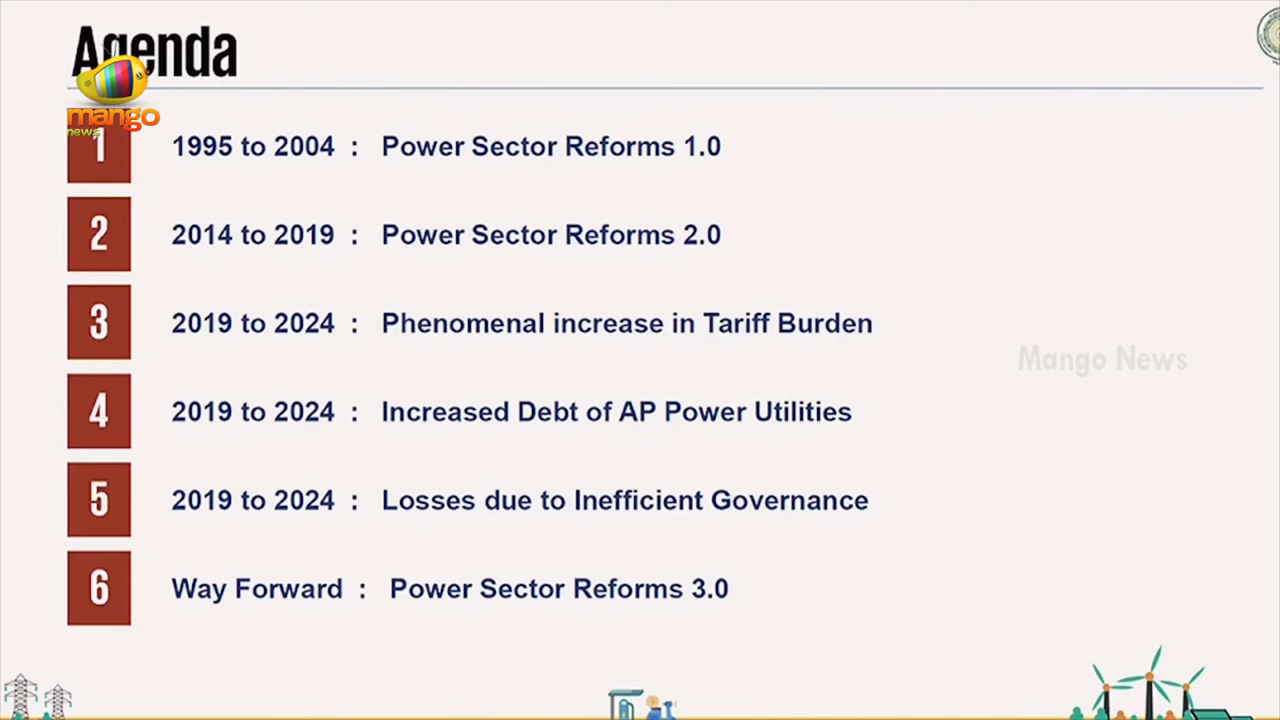 Agenda
mango
news
1 1995 to 2004 : Power Sector Reforms 1.0
2 2014 to 2019 : Power Sector Reforms 2.0
3 2019 to 2024 : Phenomenal increase in Tariff Burden
Mango News
4 2019 to 2024 : Increased Debt of AP Power Utilities
5 2019 to 2024 : Losses due to Inefficient Governance
6 Way Forward : Power Sector Reforms 3.0